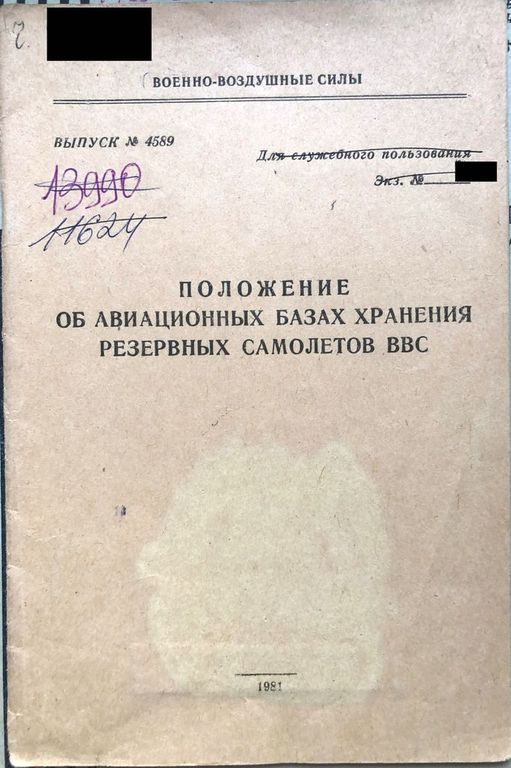 ВОЕННО-ВОЗДУШНЫЕ СИЛЫ
ВЫПУСК № 4589
Для служебного пользования
Экз. №
13990
11624
ПОЛОЖЕНИЕ
ОБ АВИАЦИОННЫХ БАЗАХ ХРАНЕНИЯ
РЕЗЕРВНЫХ САМОЛЕТОВ ВВС
1981